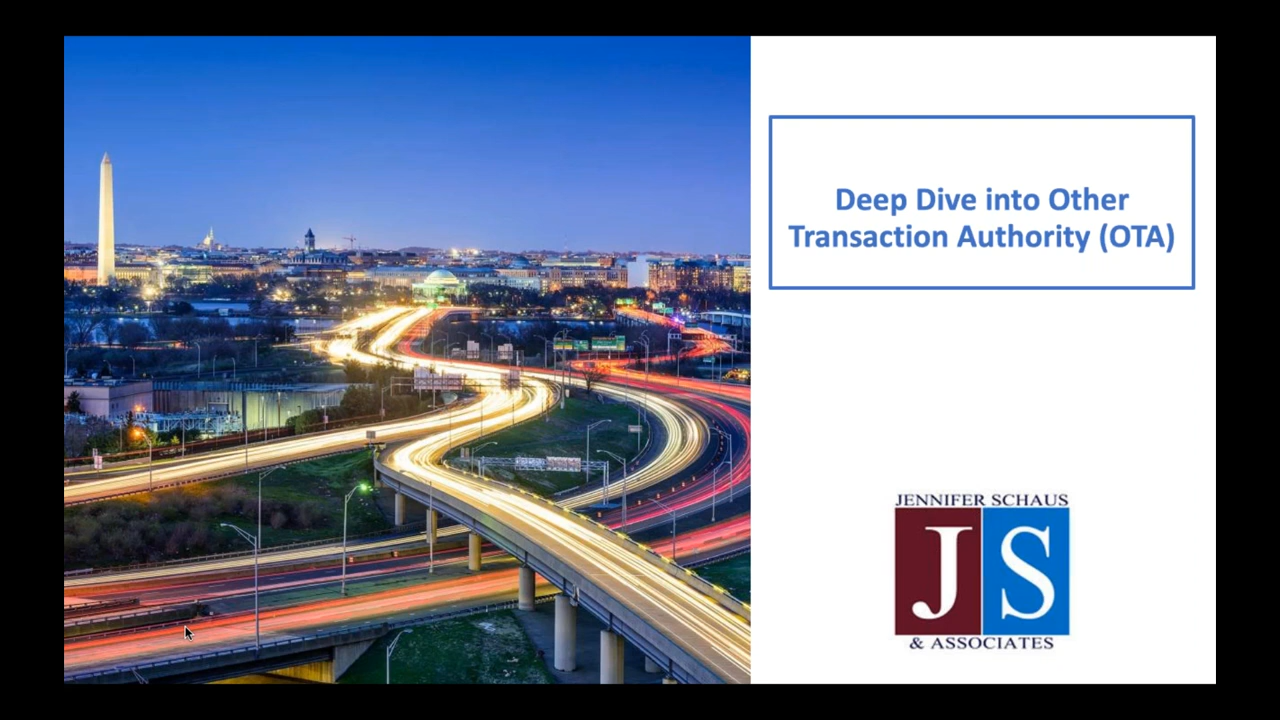 Deep Dive into Other
Transaction Authority (OTA)
JENNIFER SCHAUS
JS
& ASSOCIATES